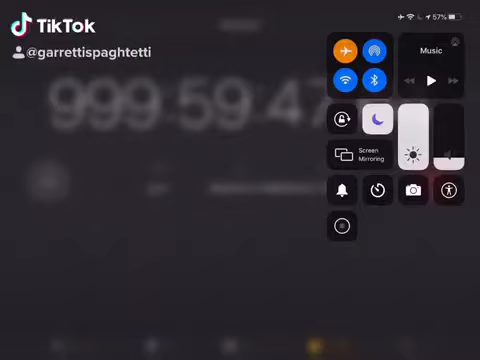 TikTok
@garrettispaghtetti
57%
Music
999.59.47
Screen
Mirroring